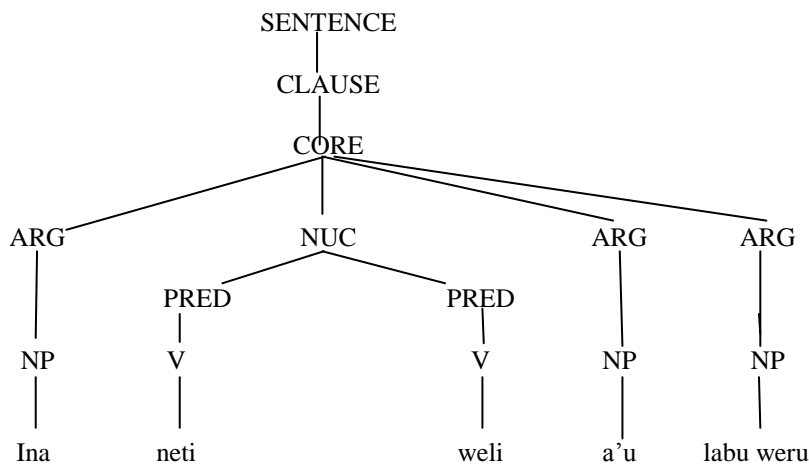 SENTENCE
CLAUSE
CORE
ARG NUC ARG ARG
PRED PRED
NP V V NP NP
Ina neti weli a’u labu weru